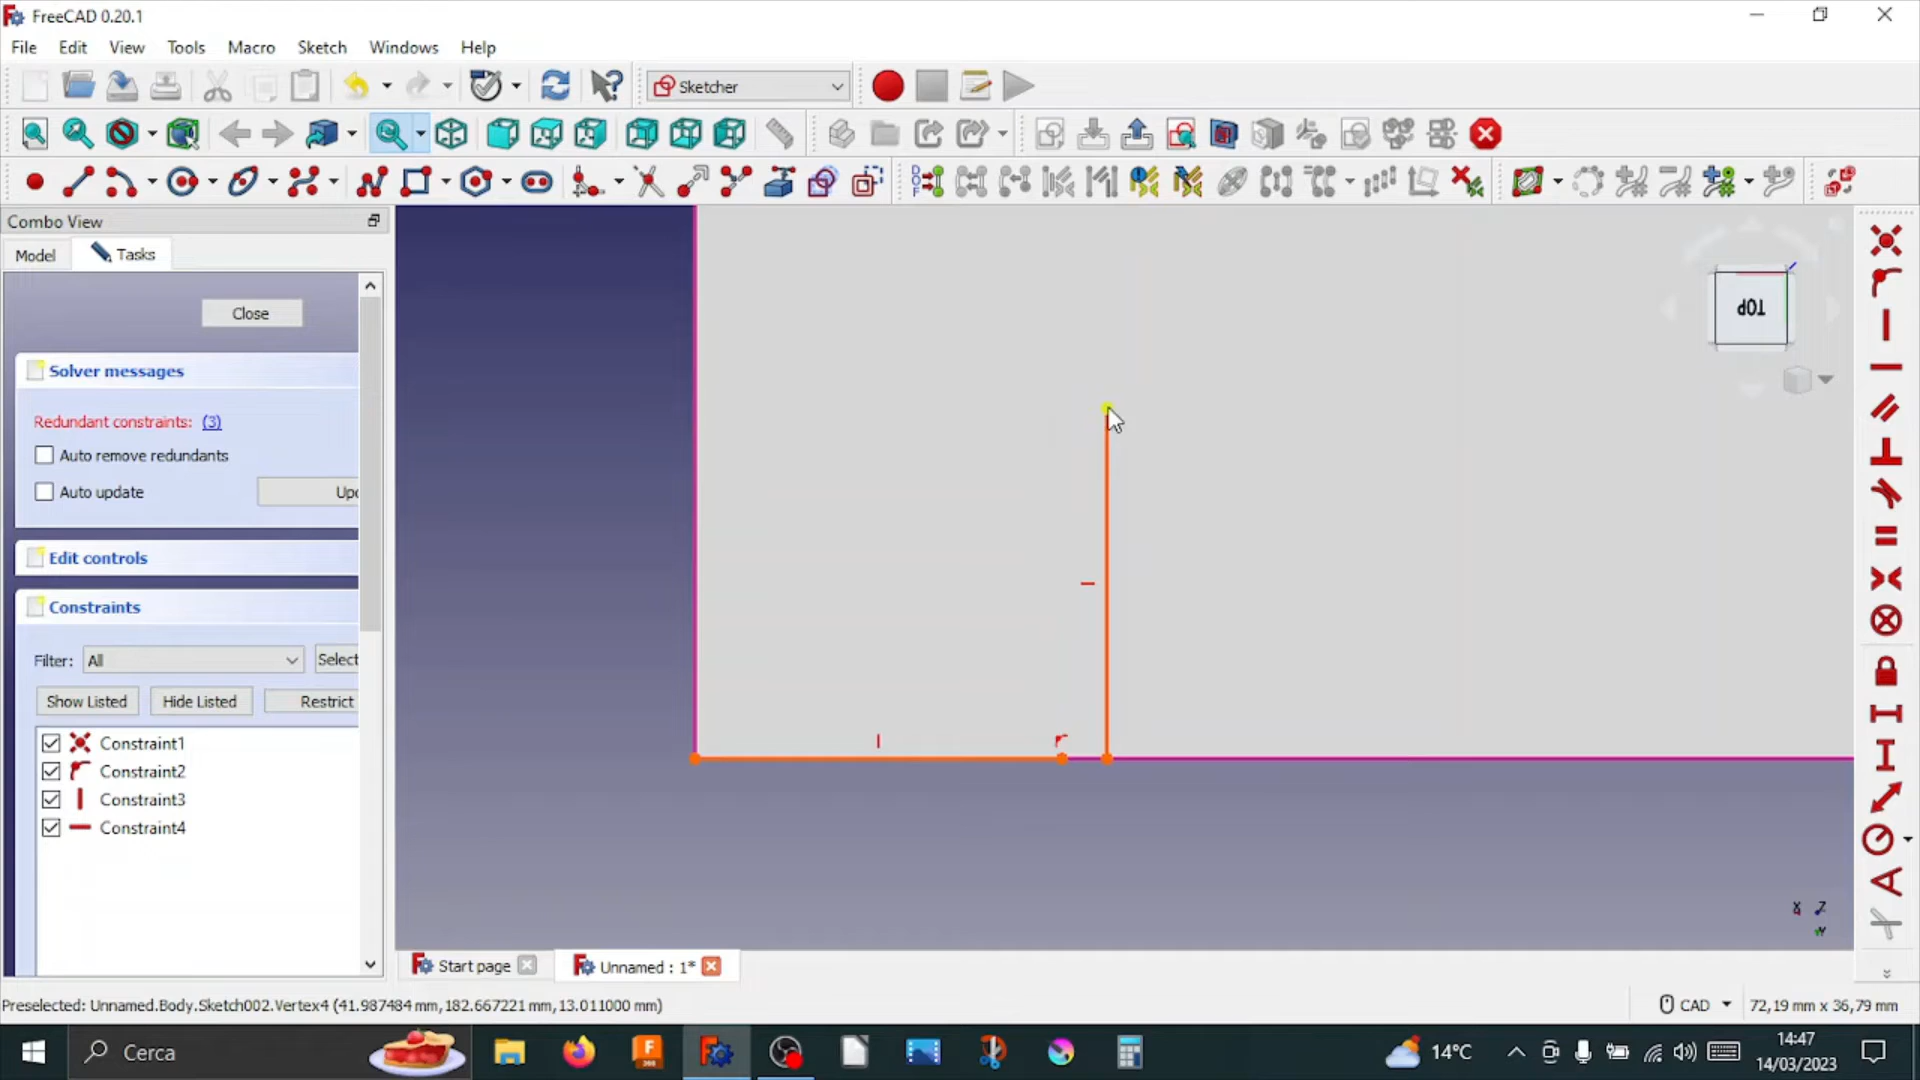 FreeCAD 0.20.1
File Edit View Tools Macro Sketch Windows Help
Sketcher
Combo View
Model Tasks
Close
Solver messages
Redundant constraints: (3)
Auto remove redundants
Auto update Upd
Edit controls
Constraints
Filter: All Select
Show Listed Hide Listed Restrict
Constraint1
Constraint2
Constraint3
Constraint4
TOP
X Z
Y
Start page Unnamed : 1*
Preselected: Unnamed.Body.Sketch002.Vertex4 (41.987484 mm,182.667221 mm,13.011000 mm)
CAD 72,19 mm x 36,79 mm
Cerca
14°C
14:47
14/03/2023